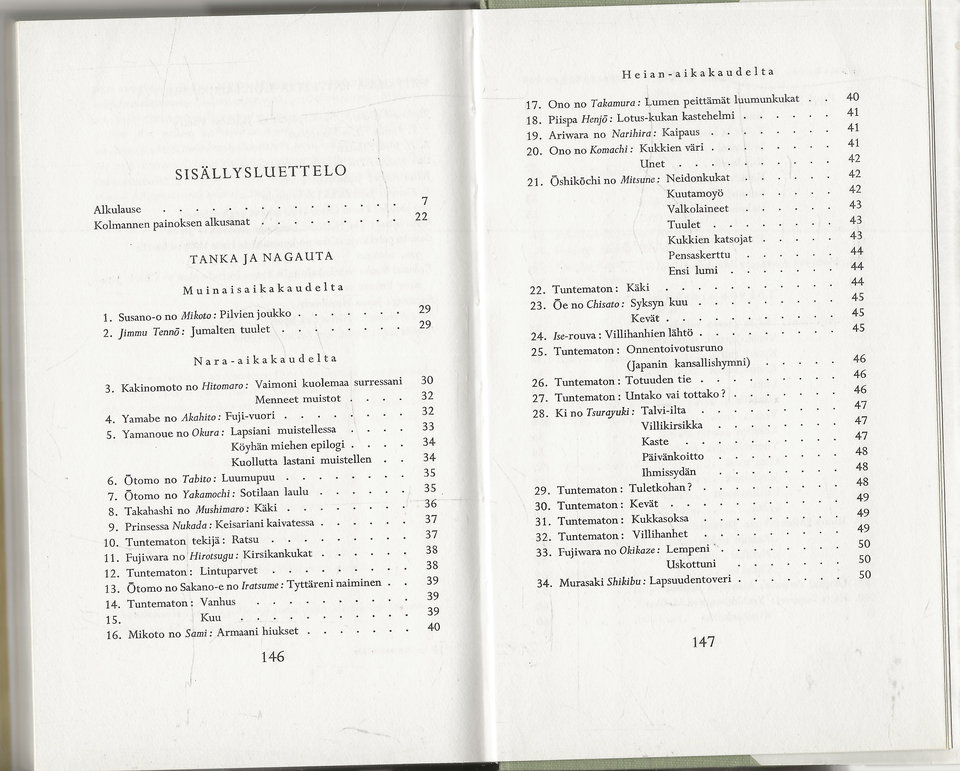 SISÄLLYSLUETTELO
Alkulause . . . . . . . . . . . . . . . 7
Kolmannen painoksen alkusanat . . . . . . . . . 22
TANKA JA NAGAUTA
Muinaisaikakaudelta
1. Susano-o no Mikoto: Pilvien joukko . . . . . . . 29
2. Jimmu Tennō: Jumalten tuulet . . . . . . . . 29
Nara-aikakaudelta
3. Kakinomoto no Hitomaro: Vaimoni kuolemaa surressani 30
Menneet muistot . . . . 32
4. Yamabe no Akahito: Fuji-vuori . . . . . . . . 32
5. Yamanoue no Okura: Lapsiani muistellessa . . . . 33
Köyhän miehen epilogi . . . . 34
Kuollutta lastani muistellen . . 34
6. Ōtomo no Tabito: Luumupuu . . . . . . . . 35
7. Ōtomo no Yakamochi: Sotilaan laulu . . . . . . 35
8. Takahashi no Mushimaro: Käki . . . . . . . . 36
9. Prinsessa Nukada: Keisariani kaivatessa . . . . . . 37
10. Tuntematon tekijä: Ratsu . . . . . . . . . 37
11. Fujiwara no Hirotsugu: Kirsikankukat . . . . . . 38
12. Tuntematon: Lintuparvet . . . . . . . . . . 38
13. Ōtomo no Sakano-e no Iratsume: Tyttäreni naiminen . . 39
14. Tuntematon: Vanhus . . . . . . . . . . 39
15. Kuu . . . . . . . . . . . 39
16. Mikoto no Sami: Armaani hiukset . . . . . . . 40
146
Heian-aikakaudelta
17. Ono no Takamura: Lumen peittämät luumunkukat . . 40
18. Piispa Henjō: Lotus-kukan kastehelmi . . . . . . 41
19. Ariwara no Narihira: Kaipaus . . . . . . . . 41
20. Ono no Komachi: Kukkien väri . . . . . . . . 41
Unet . . . . . . . . . . 42
21. Ōshikōchi no Mitsune: Neidonkukat . . . . . . 42
Kuutamoyö . . . . . . 42
Valkolaineet . . . . . . 43
Tuulet . . . . . . . . 43
Kukkien katsojat . . . . . 43
Pensaskerttu . . . . . . 44
Ensi lumi . . . . . . . 44
22. Tuntematon: Käki . . . . . . . . . . . 44
23. Ōe no Chisato: Syksyn kuu . . . . . . . . . 45
Kevät . . . . . . . . . . . 45
24. Ise-rouva: Villihanhien lähtö . . . . . . . . . 45
25. Tuntematon: Onnentoivotusruno
(Japanin kansallishymni) . . . . . 46
26. Tuntematon: Totuuden tie . . . . . . . . . 46
27. Tuntematon: Untako vai tottako? . . . . . . . 46
28. Ki no Tsurayuki: Talvi-ilta . . . . . . . . . 47
Villikirsikka . . . . . . . . 47
Kaste . . . . . . . . . . 47
Päivänkoitto . . . . . . . . 48
Ihmissydän . . . . . . . . 48
29. Tuntematon: Tuletkohan? . . . . . . . . . 48
30. Tuntematon: Kevät . . . . . . . . . . . 49
31. Tuntematon: Kukkasoksa . . . . . . . . . 49
32. Tuntematon: Villihanhet . . . . . . . . . . 49
33. Fujiwara no Okikaze: Lempeni . . . . . . . . 50
Uskottuni . . . . . . . 50
34. Murasaki Shikibu: Lapsuudentoveri . . . . . . . 50
147